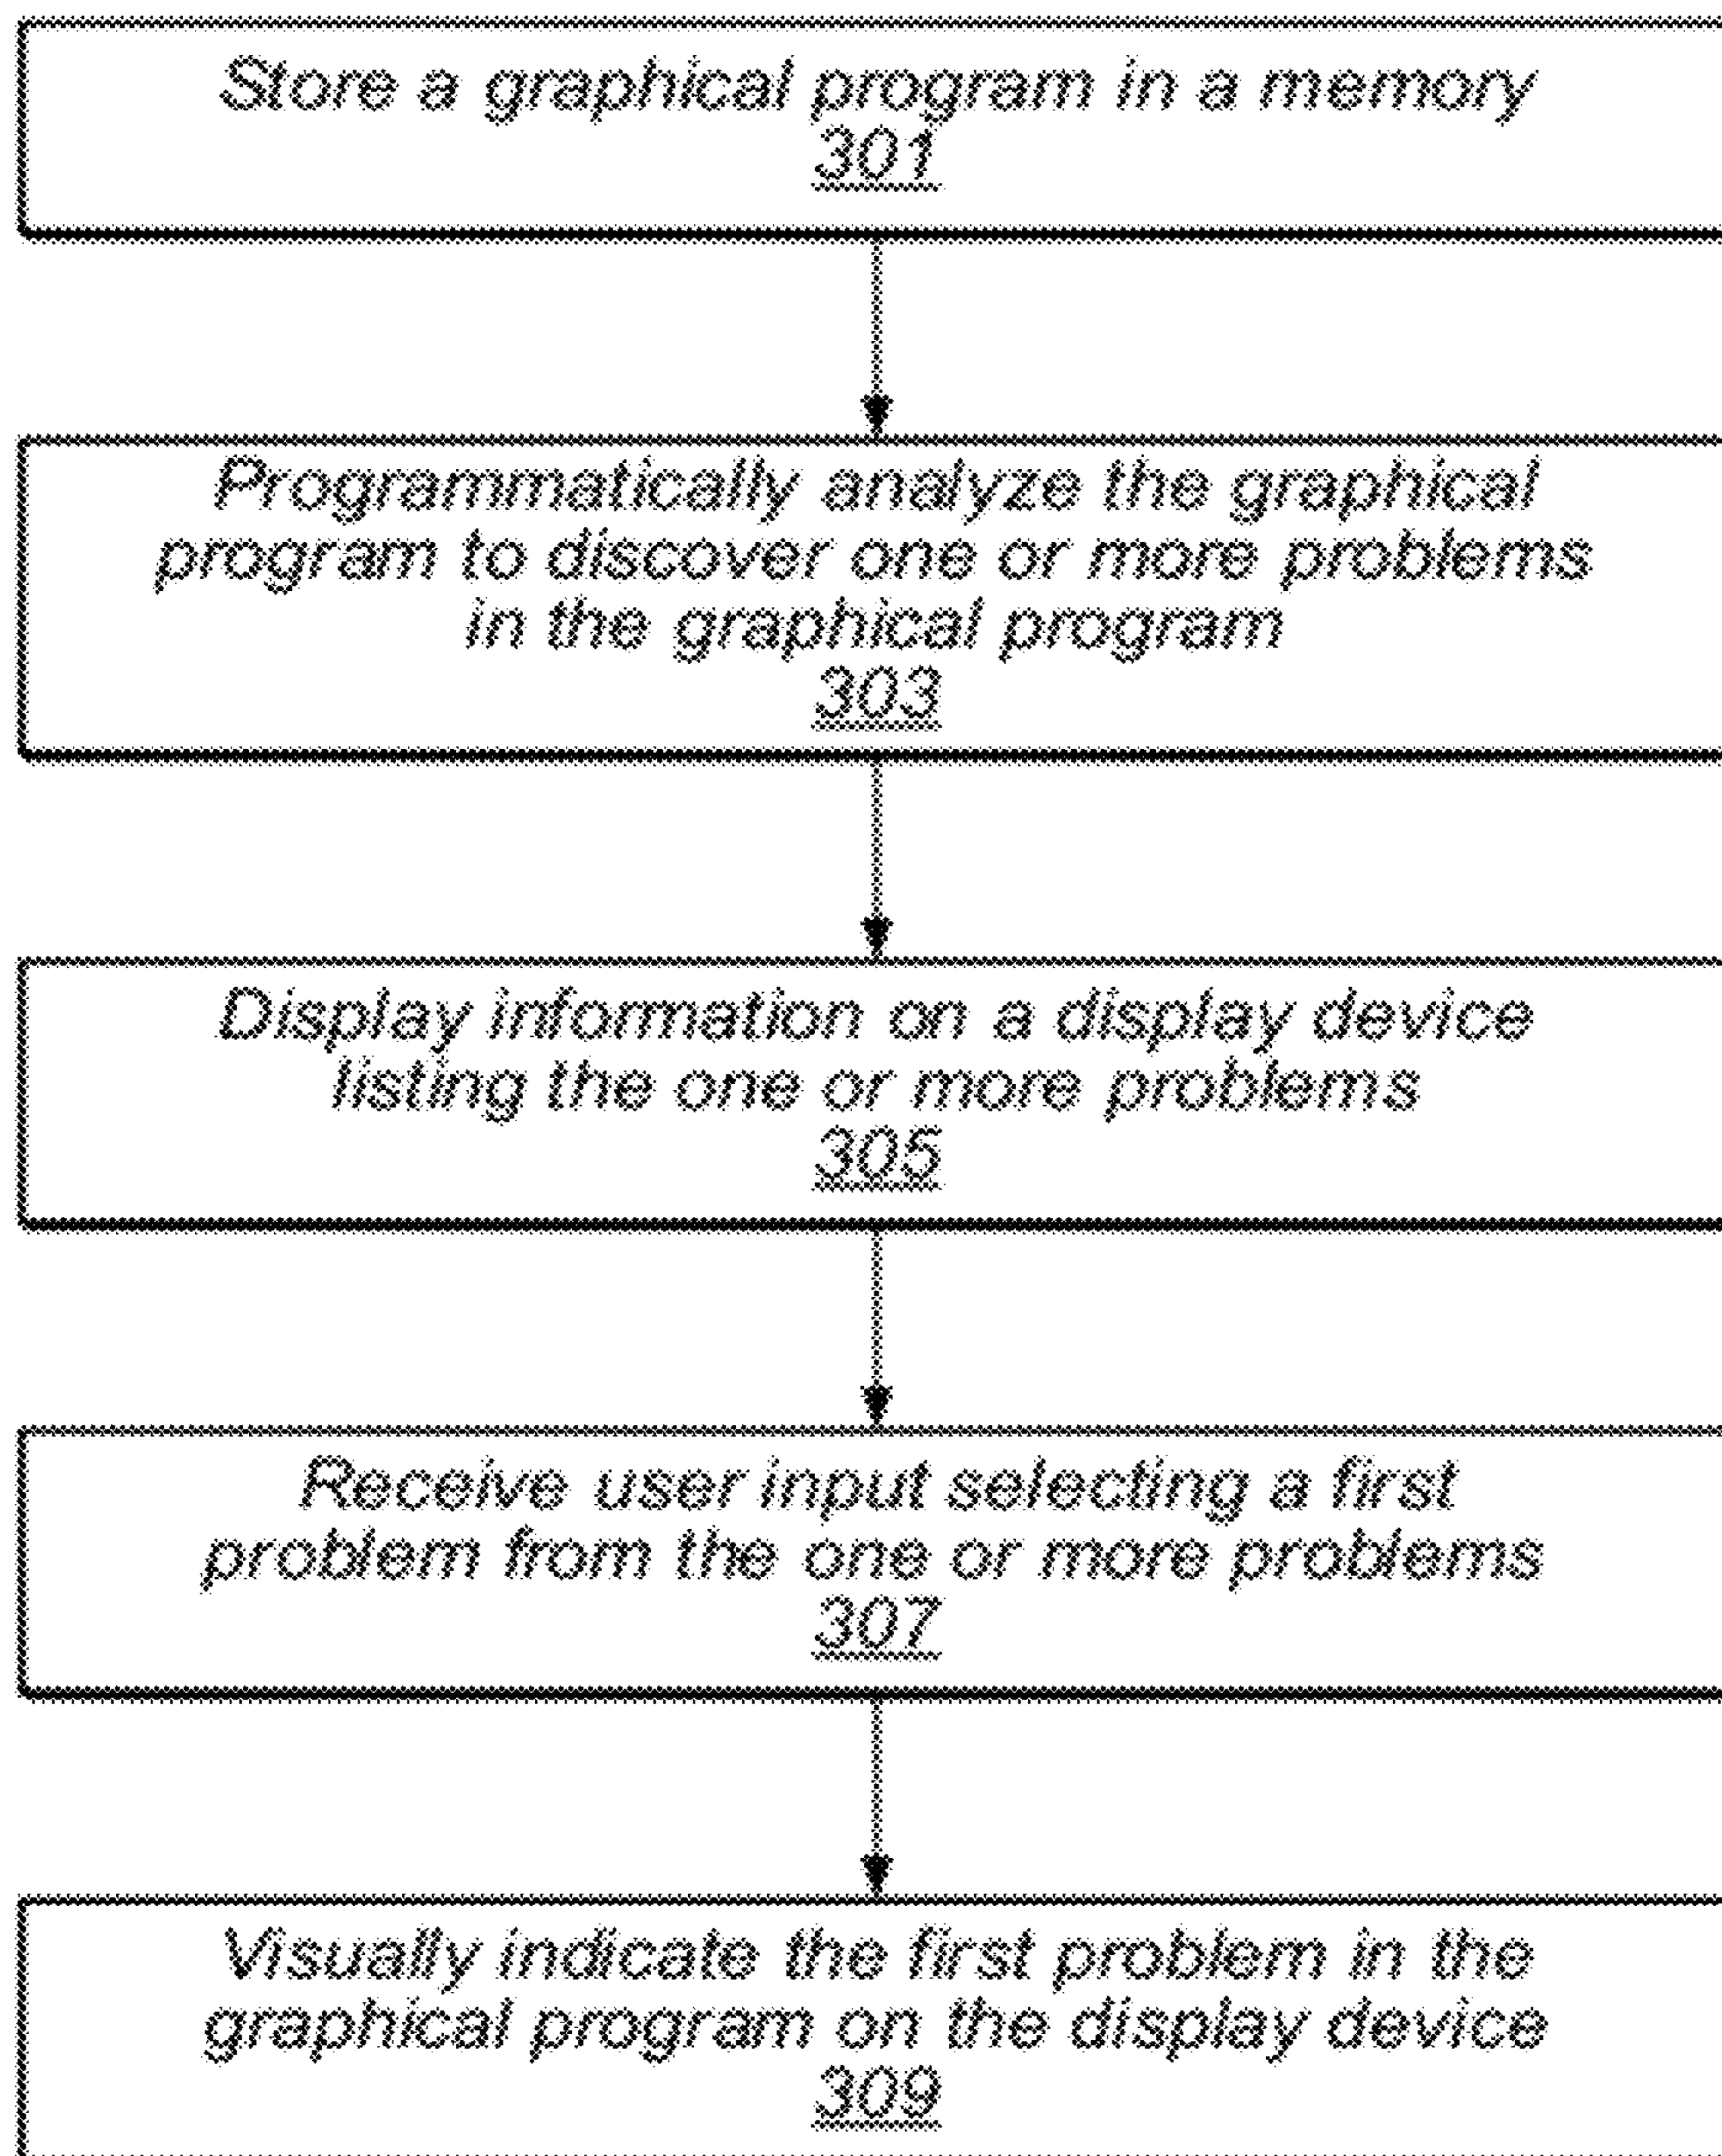 Store a graphical program in a memory
301
Programmatically analyze the graphical
program to discover one or more problems
in the graphical program
303
Display information on a display device
listing the one or more problems
305
Receive user input selecting a first
problem from the one or more problems
307
Visually indicate the first problem in the
graphical program on the display device
309